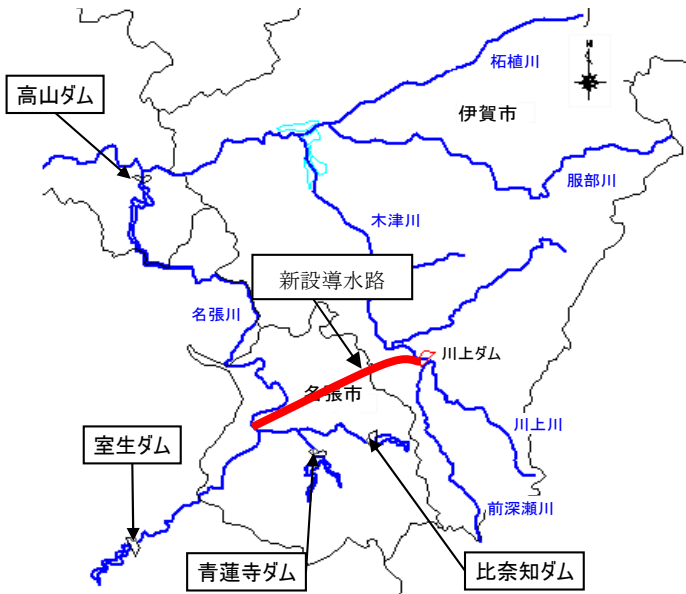 柘植川
高山ダム
伊賀市
服部川
木津川
新設導水路
名張川
川上ダム
名張市
川上川
室生ダム
前深瀬川
青蓮寺ダム
比奈知ダム